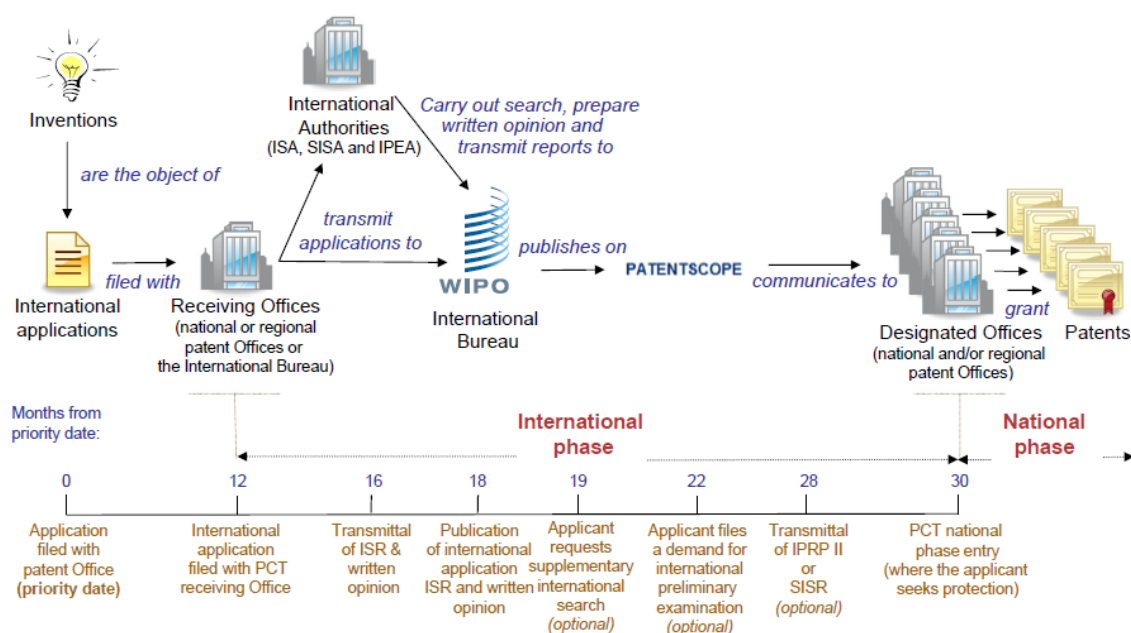 Inventions
are the object of
International
applications
filed with
Receiving Offices
(national or regional
patent Offices or
the International Bureau)
International
Authorities
(ISA, SISA and IPEA)
transmit
applications to
Carry out search, prepare
written opinion and
transmit reports to
WIPO
International
Bureau
publishes on
PATENTSCOPE
communicates to
Designated Offices
(national and/or regional
patent Offices)
grant
Patents
Months from
priority date:
International
phase
National
phase
0
12
16
18
19
22
28
30
Application
filed with
patent Office
(priority date)
International
application
filed with PCT
receiving Office
Transmittal
of ISR &
written
opinion
Publication
of international
application
ISR and written
opinion
Applicant
requests
supplementary
international
search
(optional)
Applicant files
a demand for
international
preliminary
examination
(optional)
Transmittal
of IPRP II
or
SISR
(optional)
PCT national
phase entry
(where the applicant
seeks protection)